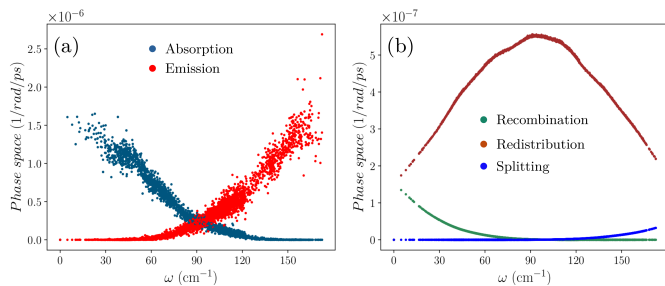 ×10⁻⁶
(a)
Absorption
Emission
2.5
2.0
1.5
1.0
0.5
0.0
Phase space (1/rad/ps)
0 30 60 90 120 150
ω (cm⁻¹)
×10⁻⁷
(b)
Recombination
Redistribution
Splitting
5
4
3
2
1
0
Phase space (1/rad/ps)
0 30 60 90 120 150
ω (cm⁻¹)